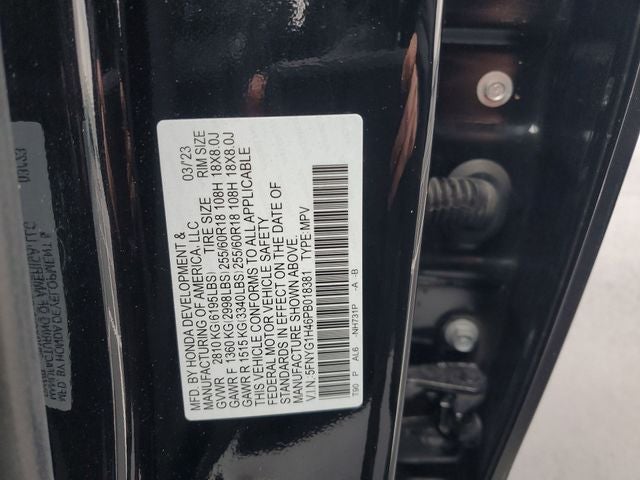 MFD. BY HONDA DEVELOPMENT &
MANUFACTURING OF AMERICA, LLC 03/'23
GVWR 2810 KG(6195LBS) TIRE SIZE RIM SIZE
GAWR F 1360 KG(2998LBS) 255/60R18 108H 18X8.0J
GAWR R 1515 KG(3340LBS) 255/60R18 108H 18X8.0J
THIS VEHICLE CONFORMS TO ALL APPLICABLE
FEDERAL MOTOR VEHICLE SAFETY
STANDARDS IN EFFECT ON THE DATE OF
MANUFACTURE SHOWN ABOVE.
V.I.N. 5FNYG1H46PB018381 TYPE:MPV
T90 P AL6 -NH731P -A -B